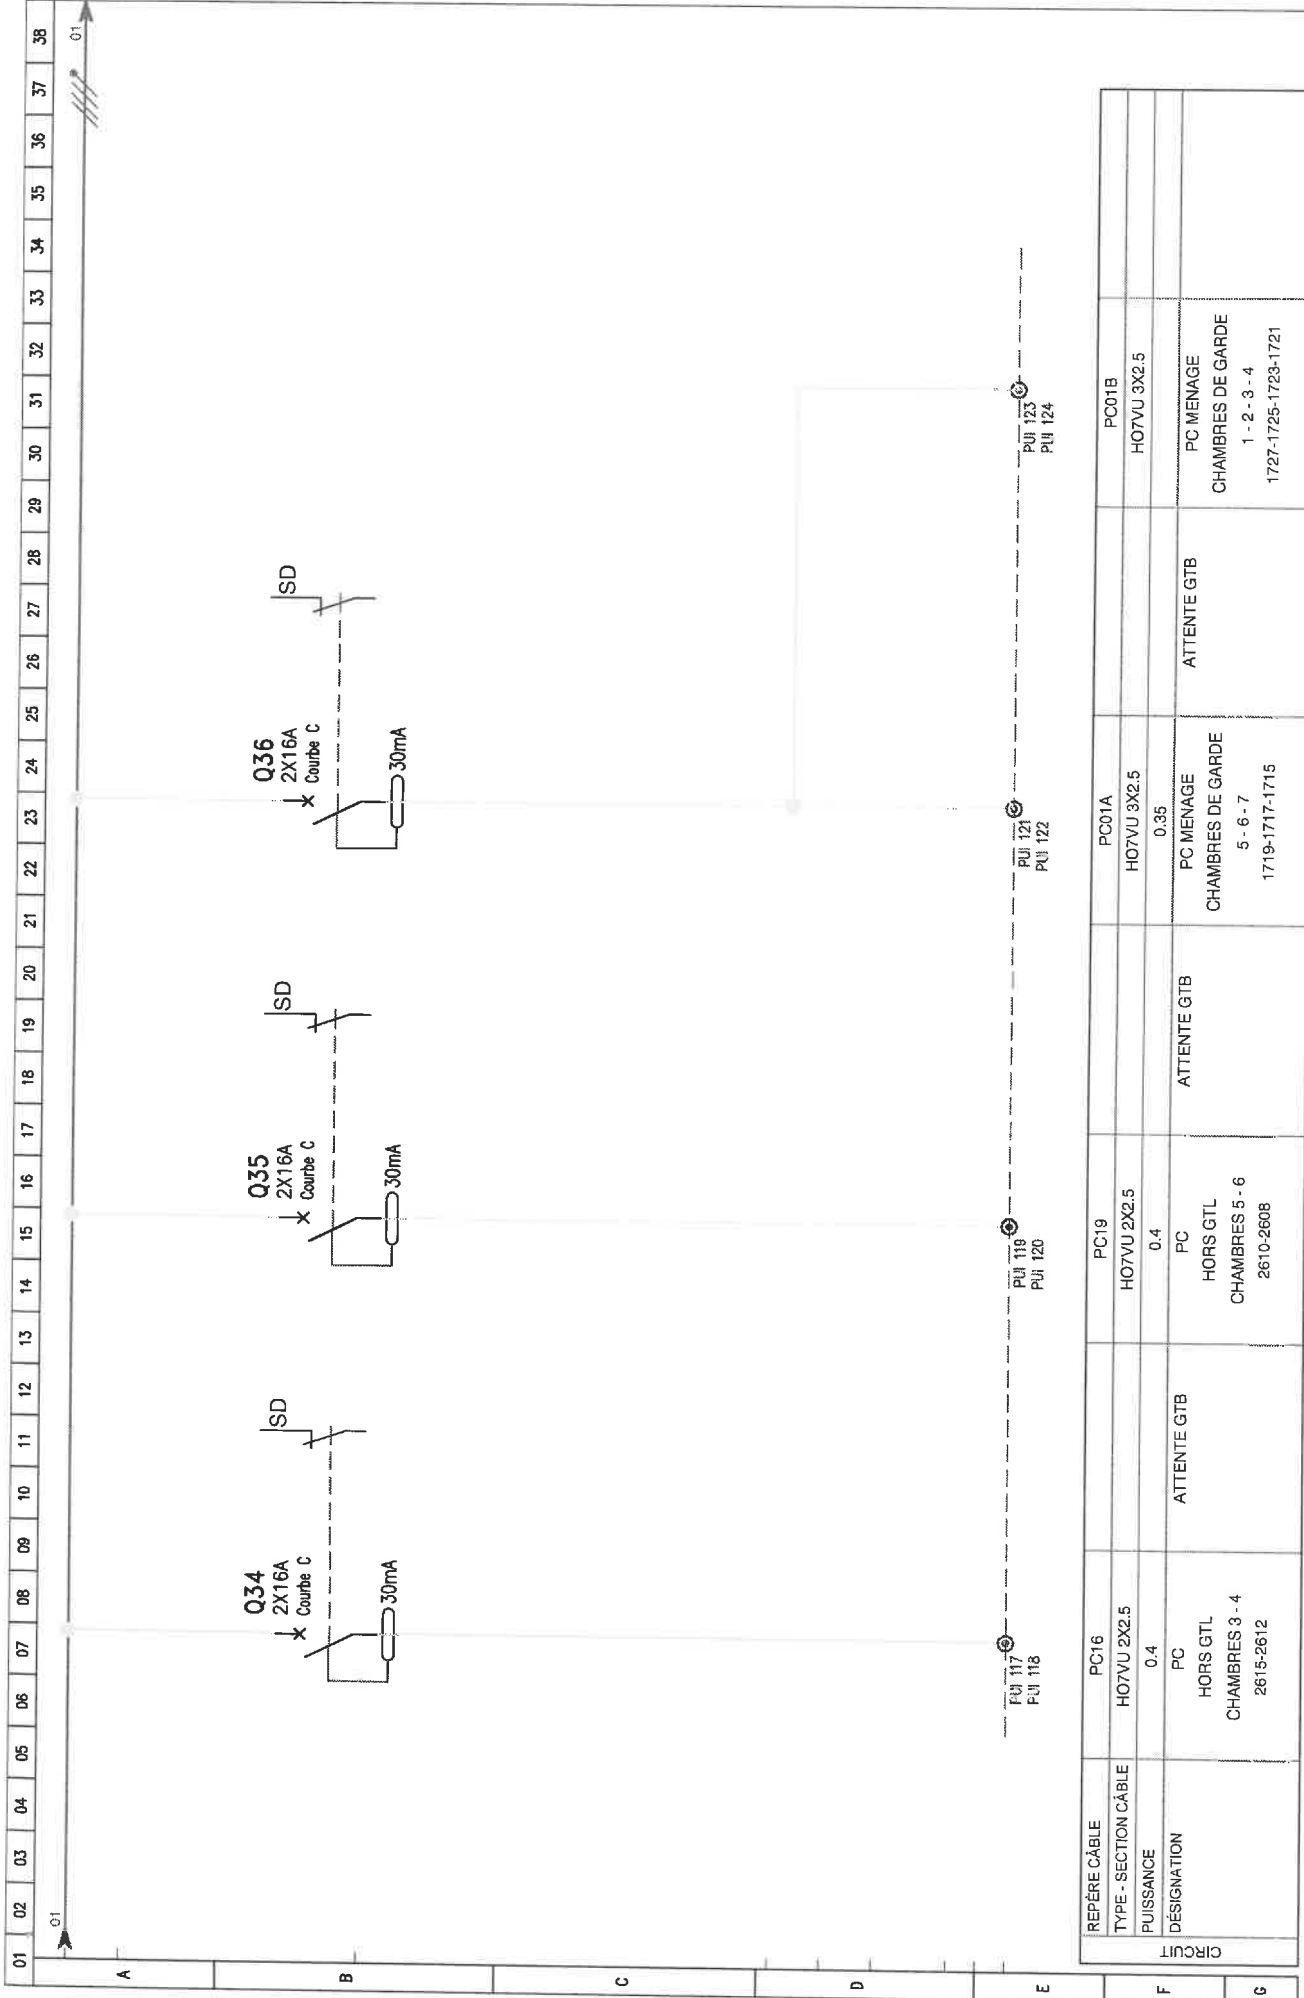 01 02 03 04 05 06 07 08 09 10 11 12 13 14 15 16 17 18 19 20 21 22 23 24 25 26 27 28 29 30 31 32 33 34 35 36 37 38
01
01
A
B
C
D
E
F
G
Q34
2X16A
Courbe C
30mA
SD
Q35
2X16A
Courbe C
30mA
SD
Q36
2X16A
Courbe C
30mA
SD
PUI 117
PUI 118
PUI 119
PUI 120
PUI 121
PUI 122
PUI 123
PUI 124
CIRCUIT
REPÈRE CÂBLE PC16 PC19 PC01A PC01B
TYPE - SECTION CÂBLE HO7VU 2X2.5 HO7VU 2X2.5 HO7VU 3X2.5 HO7VU 3X2.5
PUISSANCE 0.4 0.4 0.35
DÉSIGNATION
PC
HORS GTL
CHAMBRES 3 - 4
2615-2612
ATTENTE GTB
PC
HORS GTL
CHAMBRES 5 - 6
2610-2608
ATTENTE GTB
PC MENAGE
CHAMBRES DE GARDE
5 - 6 - 7
1719-1717-1715
ATTENTE GTB
PC MENAGE
CHAMBRES DE GARDE
1 - 2 - 3 - 4
1727-1725-1723-1721